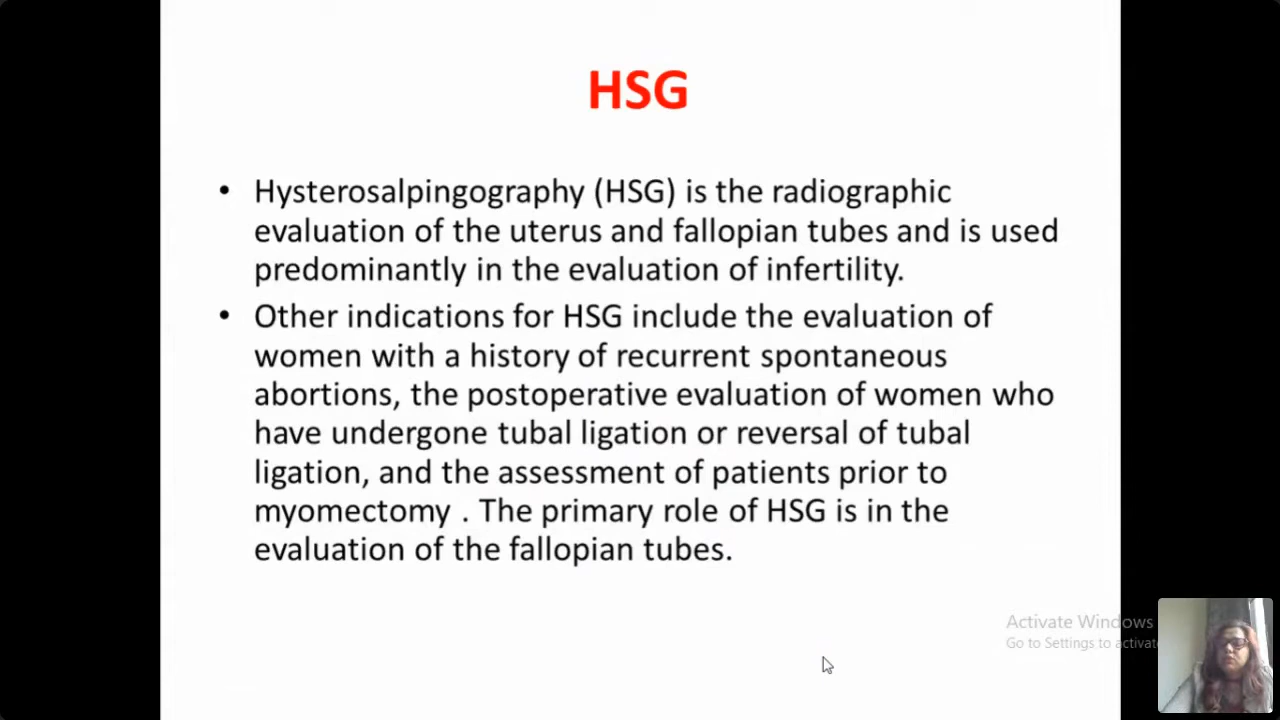 HSG
• Hysterosalpingography (HSG) is the radiographic
evaluation of the uterus and fallopian tubes and is used
predominantly in the evaluation of infertility.
• Other indications for HSG include the evaluation of
women with a history of recurrent spontaneous
abortions, the postoperative evaluation of women who
have undergone tubal ligation or reversal of tubal
ligation, and the assessment of patients prior to
myomectomy . The primary role of HSG is in the
evaluation of the fallopian tubes.
Activate Windows
Go to Settings to activate